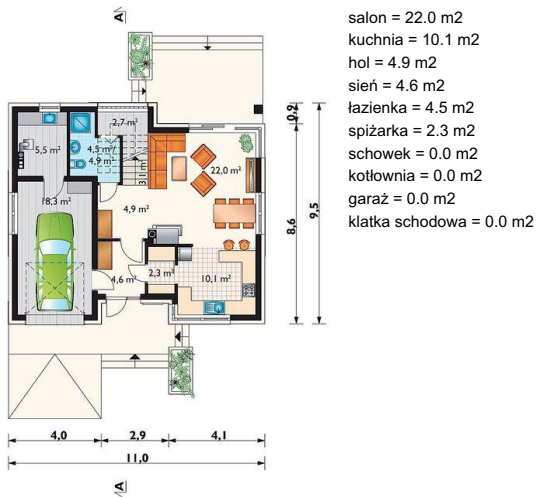 A
salon = 22.0 m2
kuchnia = 10.1 m2
hol = 4.9 m2
sień = 4.6 m2
łazienka = 4.5 m2
spiżarka = 2.3 m2
schowek = 0.0 m2
kotłownia = 0.0 m2
garaż = 0.0 m2
klatka schodowa = 0.0 m2
2,7 m²
0,9
5,5 m²
4,5 m²/
4,9 m²
3,1 m²
22,0 m²
18,3 m²
4,9 m²
8,6
9,5
4,6 m²
2,3 m²
10,1 m²
4,0
2,9
4,1
11,0
A